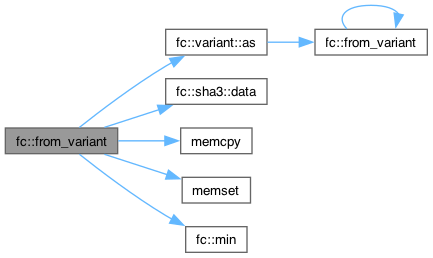 fc::variant::as
fc::from_variant
fc::sha3::data
fc::from_variant
memcpy
memset
fc::min